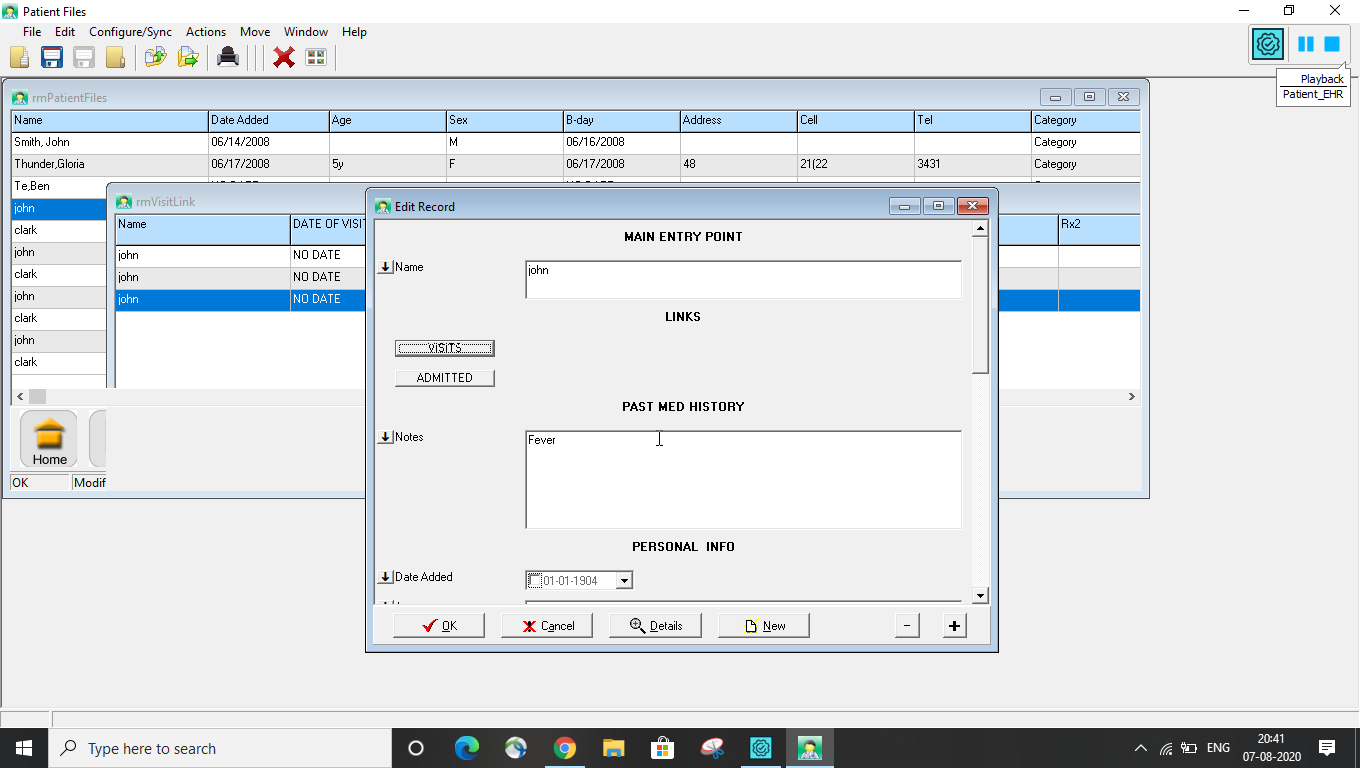 Patient Files
File Edit Configure/Sync Actions Move Window Help
Playback
Patient_EHR
rmPatientFiles
Name Date Added Age Sex B-day Address Cell Tel Category
Smith, John 06/14/2008 M 06/16/2008 Category
Thunder,Gloria 06/17/2008 5y F 06/17/2008 48 21(22 3431 Category
Te,Ben
john
clark
john
clark
john
clark
john
clark
Home
OK Modif
rmVisitLink
Name DATE OF VISIT Rx2
john NO DATE
john NO DATE
john NO DATE
Edit Record
MAIN ENTRY POINT
Name john
LINKS
VISITS
ADMITTED
PAST MED HISTORY
Notes Fever
PERSONAL INFO
Date Added 01-01-1904
OK Cancel Details New - +
Type here to search
ENG 20:41
07-08-2020